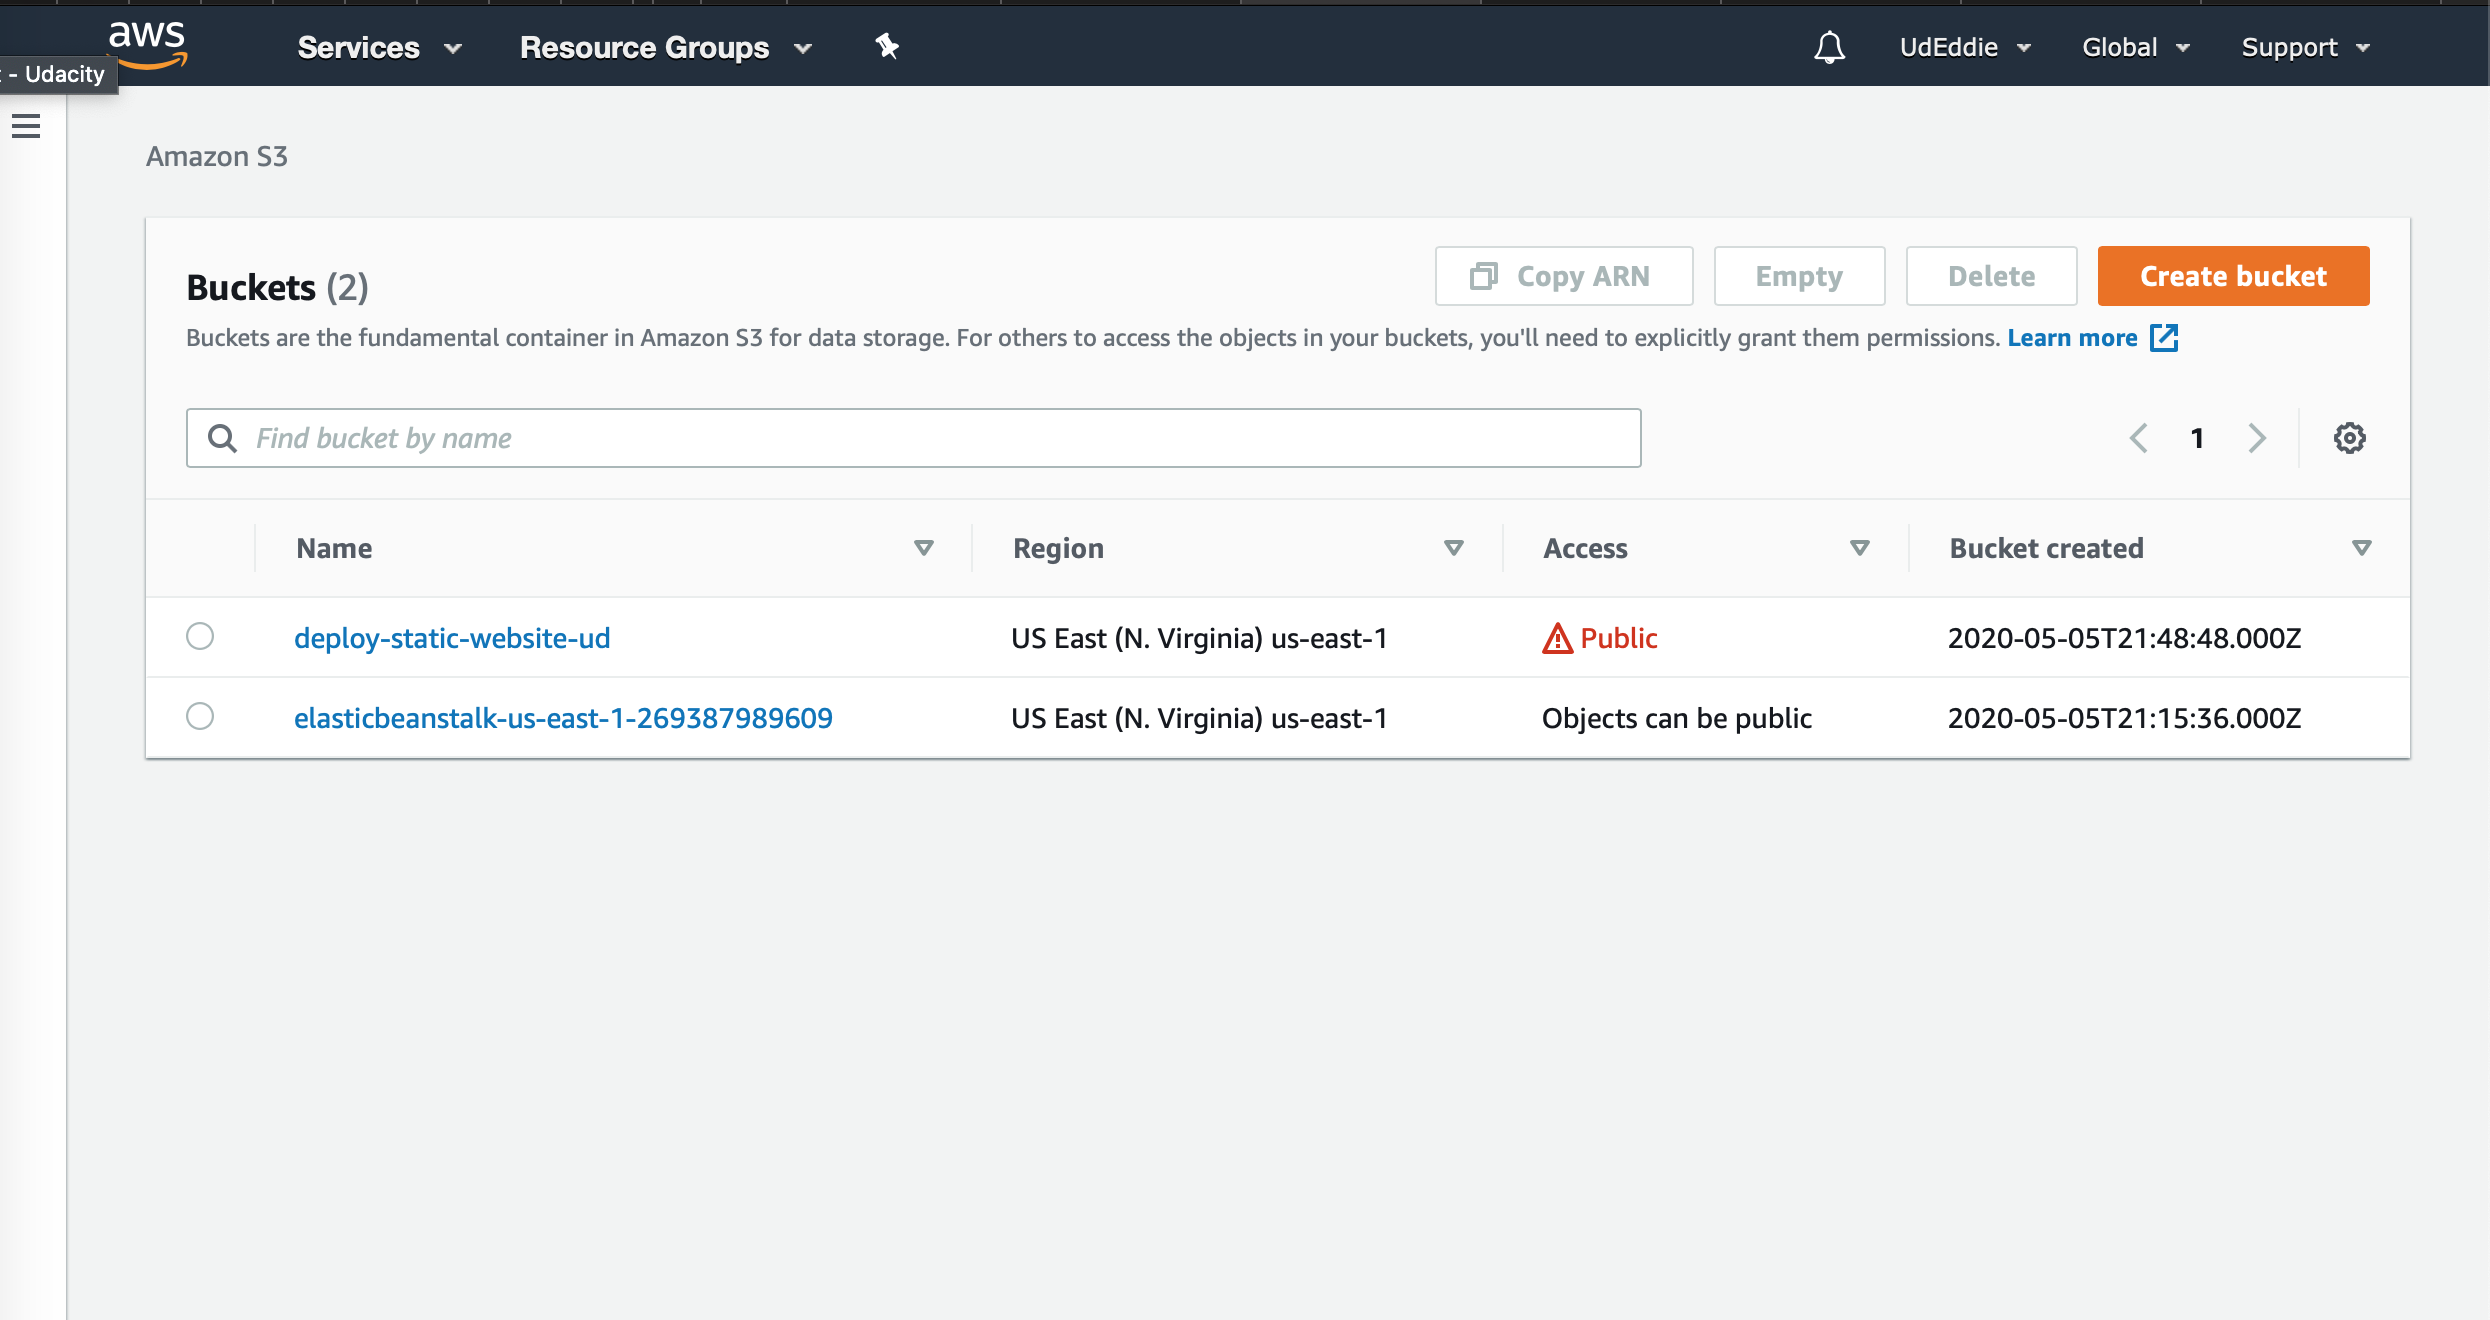 aws
Services
Resource Groups
UdEddie
Global
Support
- Udacity
Amazon S3
Buckets (2)
Copy ARN
Empty
Delete
Create bucket
Buckets are the fundamental container in Amazon S3 for data storage. For others to access the objects in your buckets, you'll need to explicitly grant them permissions. Learn more
Find bucket by name
1
Name
Region
Access
Bucket created
deploy-static-website-ud
US East (N. Virginia) us-east-1
Public
2020-05-05T21:48:48.000Z
elasticbeanstalk-us-east-1-269387989609
US East (N. Virginia) us-east-1
Objects can be public
2020-05-05T21:15:36.000Z